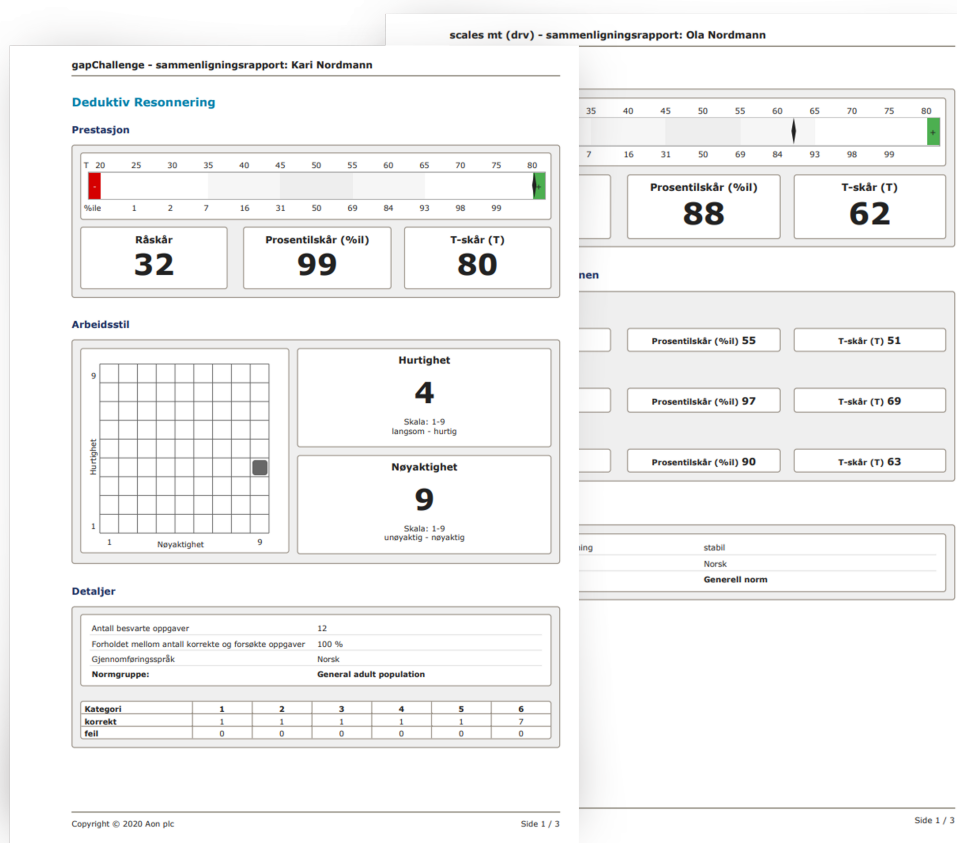 scales mt (drv) - sammenligningsrapport: Ola Nordmann
gapChallenge - sammenligningsrapport: Kari Nordmann
Deduktiv Resonnering
Prestasjon
T 20 25 30 35 40 45 50 55 60 65 70 75 80
- +
%ile 1 2 7 16 31 50 69 84 93 98 99
Råskår
32
Prosentilskår (%il)
99
T-skår (T)
80
Arbeidsstil
9
Hurtighet
1
1 Nøyaktighet 9
Hurtighet
4
Skala: 1-9
langsom - hurtig
Nøyaktighet
9
Skala: 1-9
unøyaktig - nøyaktig
Detaljer
Antall besvarte oppgaver 12
Forholdet mellom antall korrekte og forsøkte oppgaver 100 %
Gjennomføringsspråk Norsk
Normgruppe: General adult population
Kategori 1 2 3 4 5 6
korrekt 1 1 1 1 1 7
feil 0 0 0 0 0 0
Copyright © 2020 Aon plc Side 1 / 3
35 40 45 50 55 60 65 70 75 80
+
7 16 31 50 69 84 93 98 99
Prosentilskår (%il)
88
T-skår (T)
62
nen
Prosentilskår (%il) 55 T-skår (T) 51
Prosentilskår (%il) 97 T-skår (T) 69
Prosentilskår (%il) 90 T-skår (T) 63
ning stabil
Norsk
Generell norm
Side 1 / 3